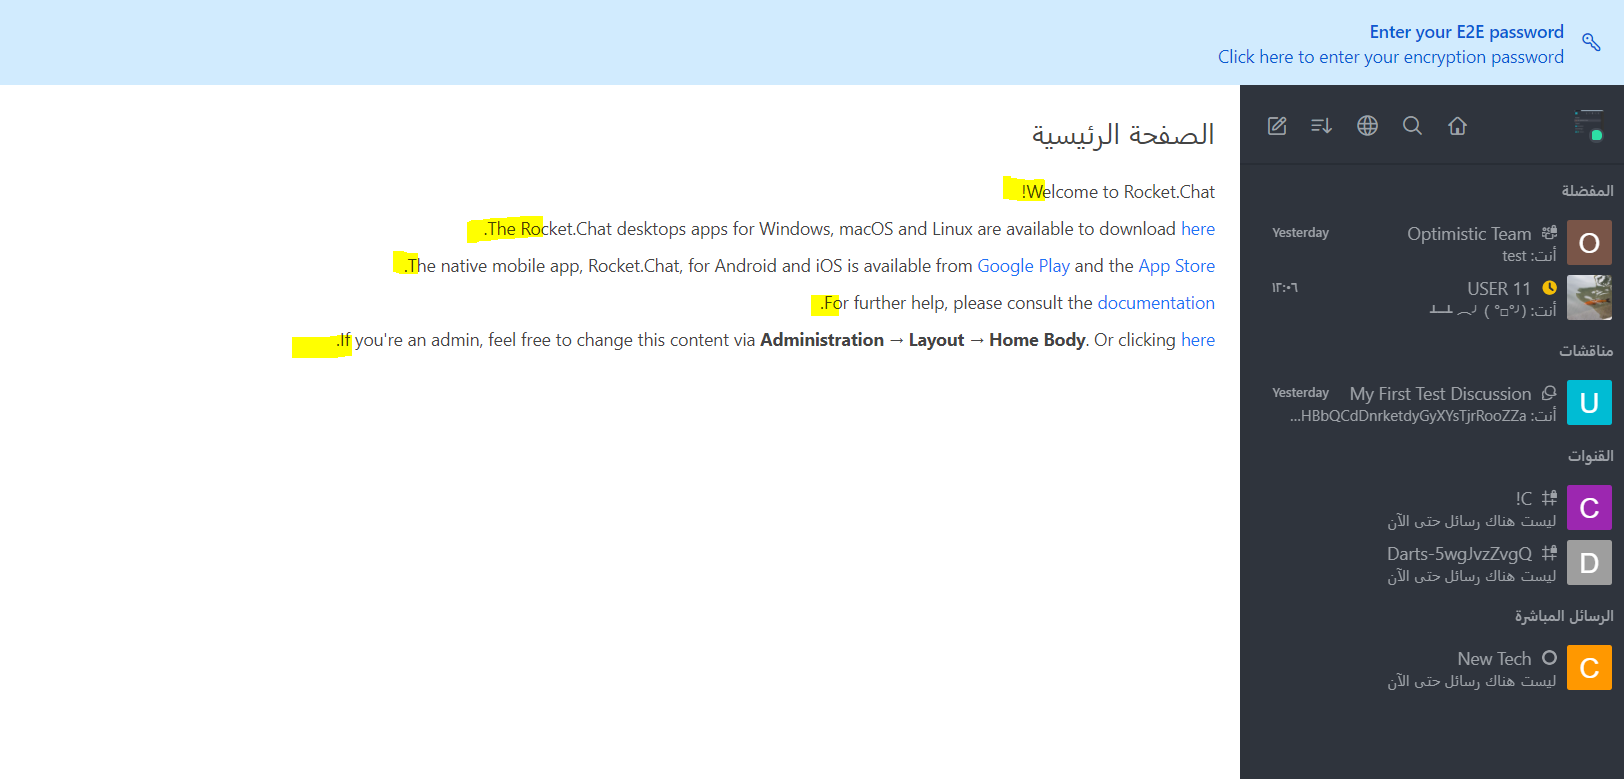 Enter your E2E password
Click here to enter your encryption password
الصفحة الرئيسية
!Welcome to Rocket.Chat
.The Rocket.Chat desktops apps for Windows, macOS and Linux are available to download here
.The native mobile app, Rocket.Chat, for Android and iOS is available from Google Play and the App Store
.For further help, please consult the documentation
.If you're an admin, feel free to change this content via Administration → Layout → Home Body. Or clicking here
المفضلة
O
Optimistic Team
Yesterday
أنت: test
USER 11
١٢:٠٦
أنت: (╯°□°)╯︵ ┻━┻
مناقشات
U
My First Test Discussion
Yesterday
أنت: HBbQCdDnrketdyGyXYsTjrRooZZa...
القنوات
C
!C
ليست هناك رسائل حتى الآن
D
Darts-5wgJvzZvgQ
ليست هناك رسائل حتى الآن
الرسائل المباشرة
C
New Tech
ليست هناك رسائل حتى الآن